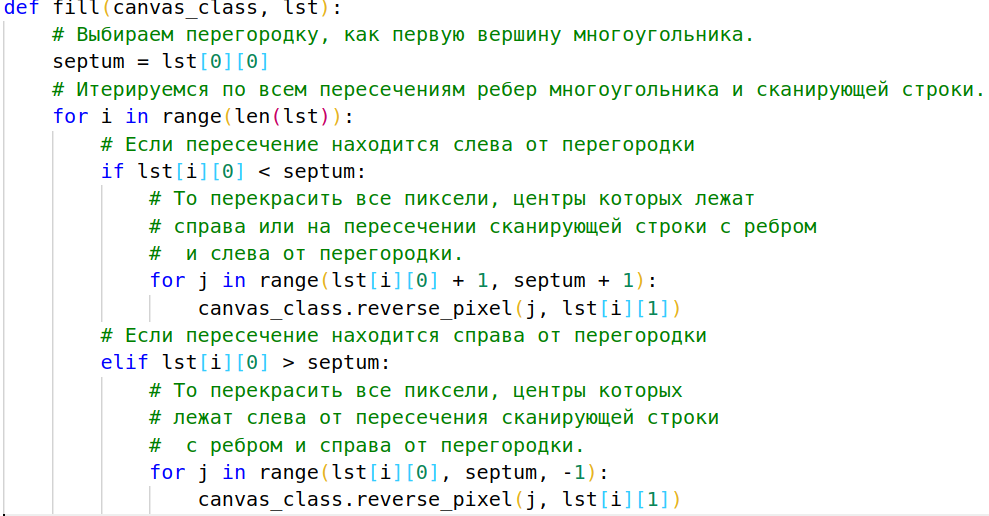 def fill(canvas_class, lst):
    # Выбираем перегородку, как первую вершину многоугольника.
    septum = lst[0][0]
    # Итерируемся по всем пересечениям ребер многоугольника и сканирующей строки.
    for i in range(len(lst)):
        # Если пересечение находится слева от перегородки
        if lst[i][0] < septum:
            # То перекрасить все пиксели, центры которых лежат
            # справа или на пересечении сканирующей строки с ребром
            #  и слева от перегородки.
            for j in range(lst[i][0] + 1, septum + 1):
                canvas_class.reverse_pixel(j, lst[i][1])
        # Если пересечение находится справа от перегородки
        elif lst[i][0] > septum:
            # То перекрасить все пиксели, центры которых
            # лежат слева от пересечения сканирующей строки
            #  с ребром и справа от перегородки.
            for j in range(lst[i][0], septum, -1):
                canvas_class.reverse_pixel(j, lst[i][1])